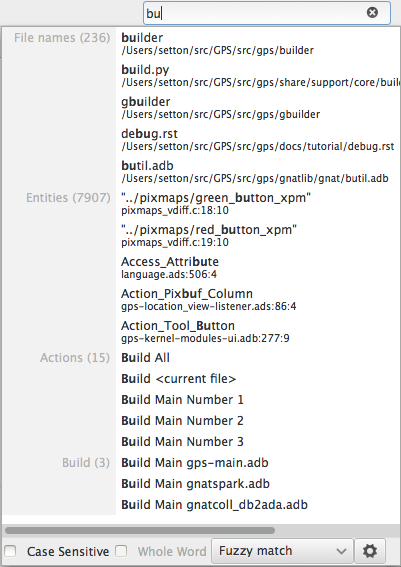 bu
File names (236)
builder
/Users/setton/src/GPS/src/gps/builder
build.py
/Users/setton/src/GPS/src/gps/share/support/core/buil
gbuilder
/Users/setton/src/GPS/src/gps/gbuilder
debug.rst
/Users/setton/src/GPS/src/gps/docs/tutorial/debug.rst
butil.adb
/Users/setton/src/GPS/src/gps/gnatlib/gnat/butil.adb
Entities (7907)
"../pixmaps/green_button_xpm"
pixmaps_vdiff.c:18:10
"../pixmaps/red_button_xpm"
pixmaps_vdiff.c:19:10
Access_Attribute
language.ads:506:4
Action_Pixbuf_Column
gps-location_view-listener.ads:86:4
Action_Tool_Button
gps-kernel-modules-ui.adb:277:9
Actions (15)
Build All
Build <current file>
Build Main Number 1
Build Main Number 2
Build Main Number 3
Build (3)
Build Main gps-main.adb
Build Main gnatspark.adb
Build Main gnatcoll_db2ada.adb
Case Sensitive Whole Word Fuzzy match